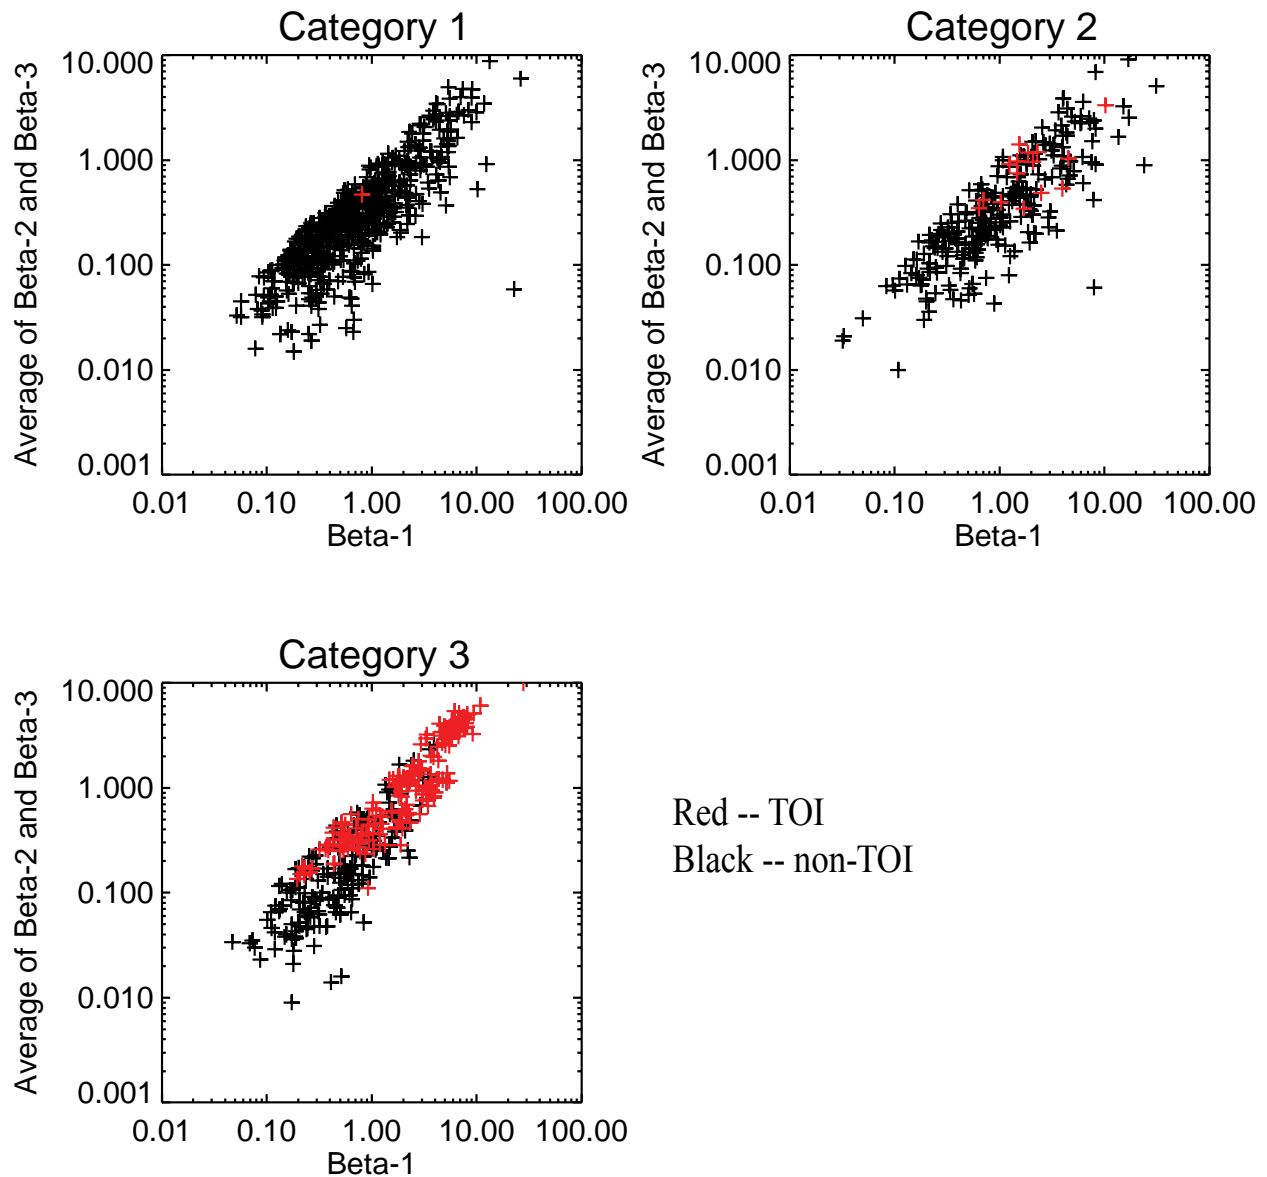 Category 1
Average of Beta-2 and Beta-3
10.000
1.000
0.100
0.010
0.001
0.01 0.10 1.00 10.00 100.00
Beta-1
Category 2
Average of Beta-2 and Beta-3
10.000
1.000
0.100
0.010
0.001
0.01 0.10 1.00 10.00 100.00
Beta-1
Category 3
Average of Beta-2 and Beta-3
10.000
1.000
0.100
0.010
0.001
0.01 0.10 1.00 10.00 100.00
Beta-1
Red -- TOI
Black -- non-TOI